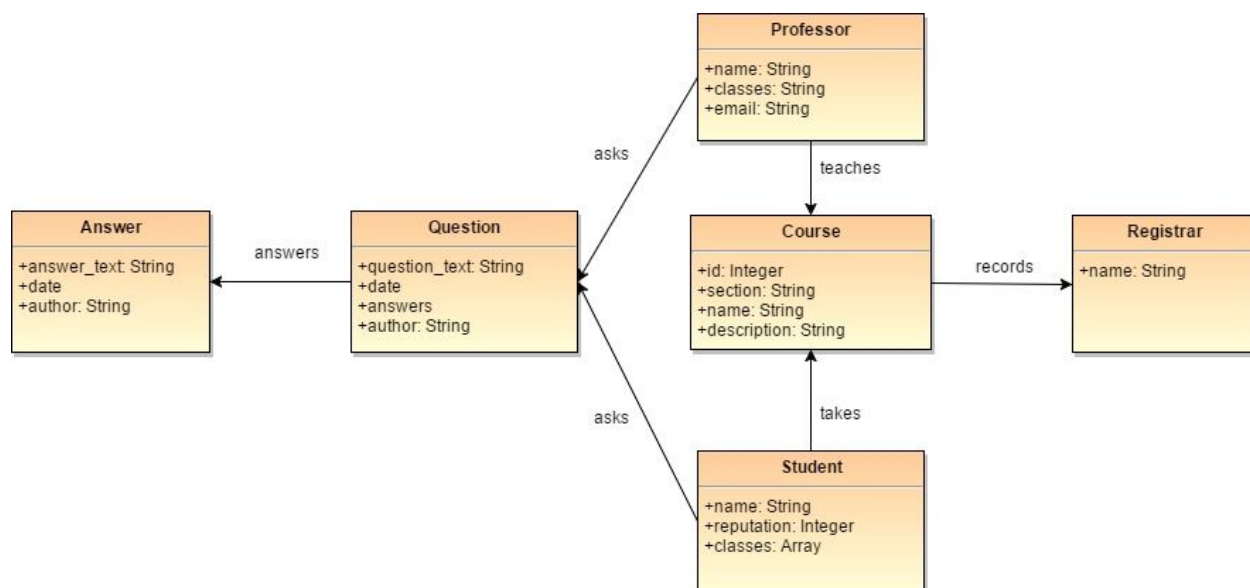 Professor
+name: String
+classes: String
+email: String
asks
teaches
Answer
+answer_text: String
+date
+author: String
answers
Question
+question_text: String
+date
+answers
+author: String
Course
+id: Integer
+section: String
+name: String
+description: String
records
Registrar
+name: String
asks
takes
Student
+name: String
+reputation: Integer
+classes: Array